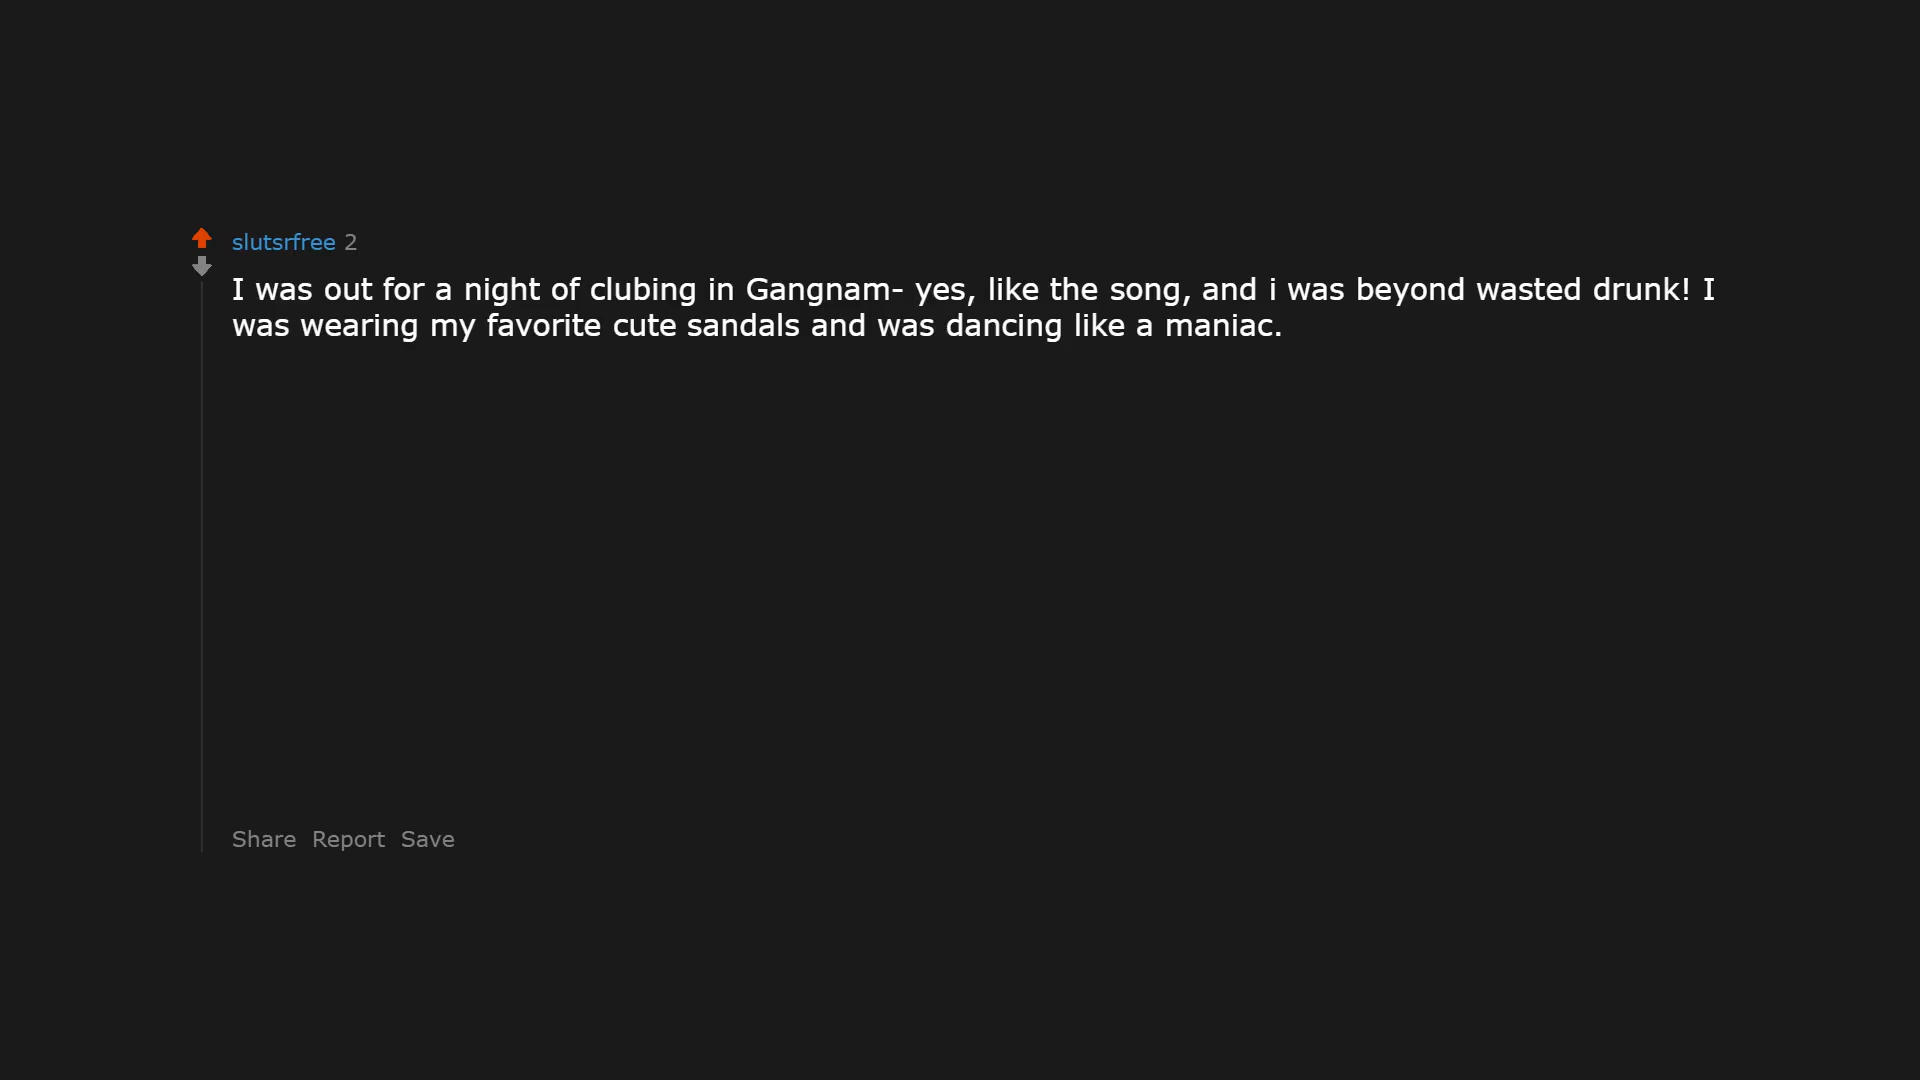 slutsrfree 2
I was out for a night of clubing in Gangnam- yes, like the song, and i was beyond wasted drunk! I
was wearing my favorite cute sandals and was dancing like a maniac.
Share Report Save